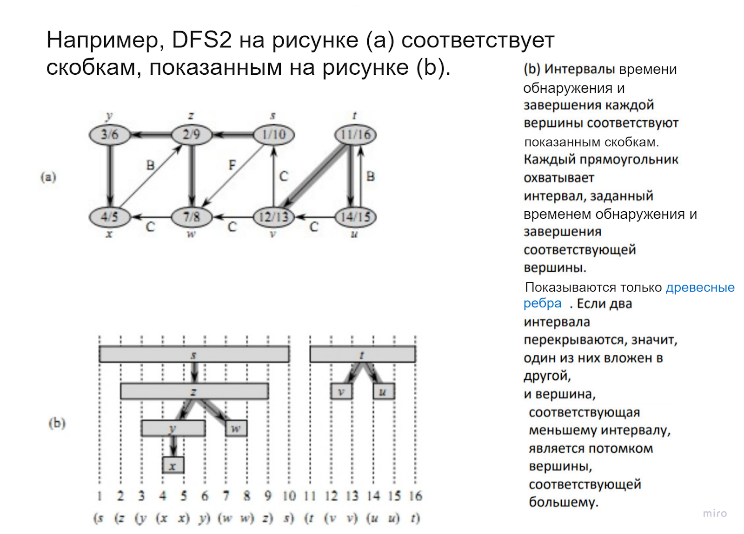 Например, DFS2 на рисунке (a) соответствует
скобкам, показанным на рисунке (b).
(b) Интервалы времени
обнаружения и
завершения каждой
вершины соответствуют
показанным скобкам.
Каждый прямоугольник
охватывает
интервал, заданный
временем обнаружения и
завершения
соответствующей
вершины.
Показываются только древесные
ребра . Если два
интервала
перекрываются, значит,
один из них вложен в
другой,
и вершина,
соответствующая
меньшему интервалу,
является потомком
вершины,
соответствующей
большему.
y z s t
3/6 2/9 1/10 11/16
(a) B F C B
4/5 7/8 12/13 14/15
C C C
x w v u
s t
z v u
(b) y w
x
1 2 3 4 5 6 7 8 9 10 11 12 13 14 15 16
(s (z (y (x x) y) (w w) z) s) (t (v v) (u u) t)
miro